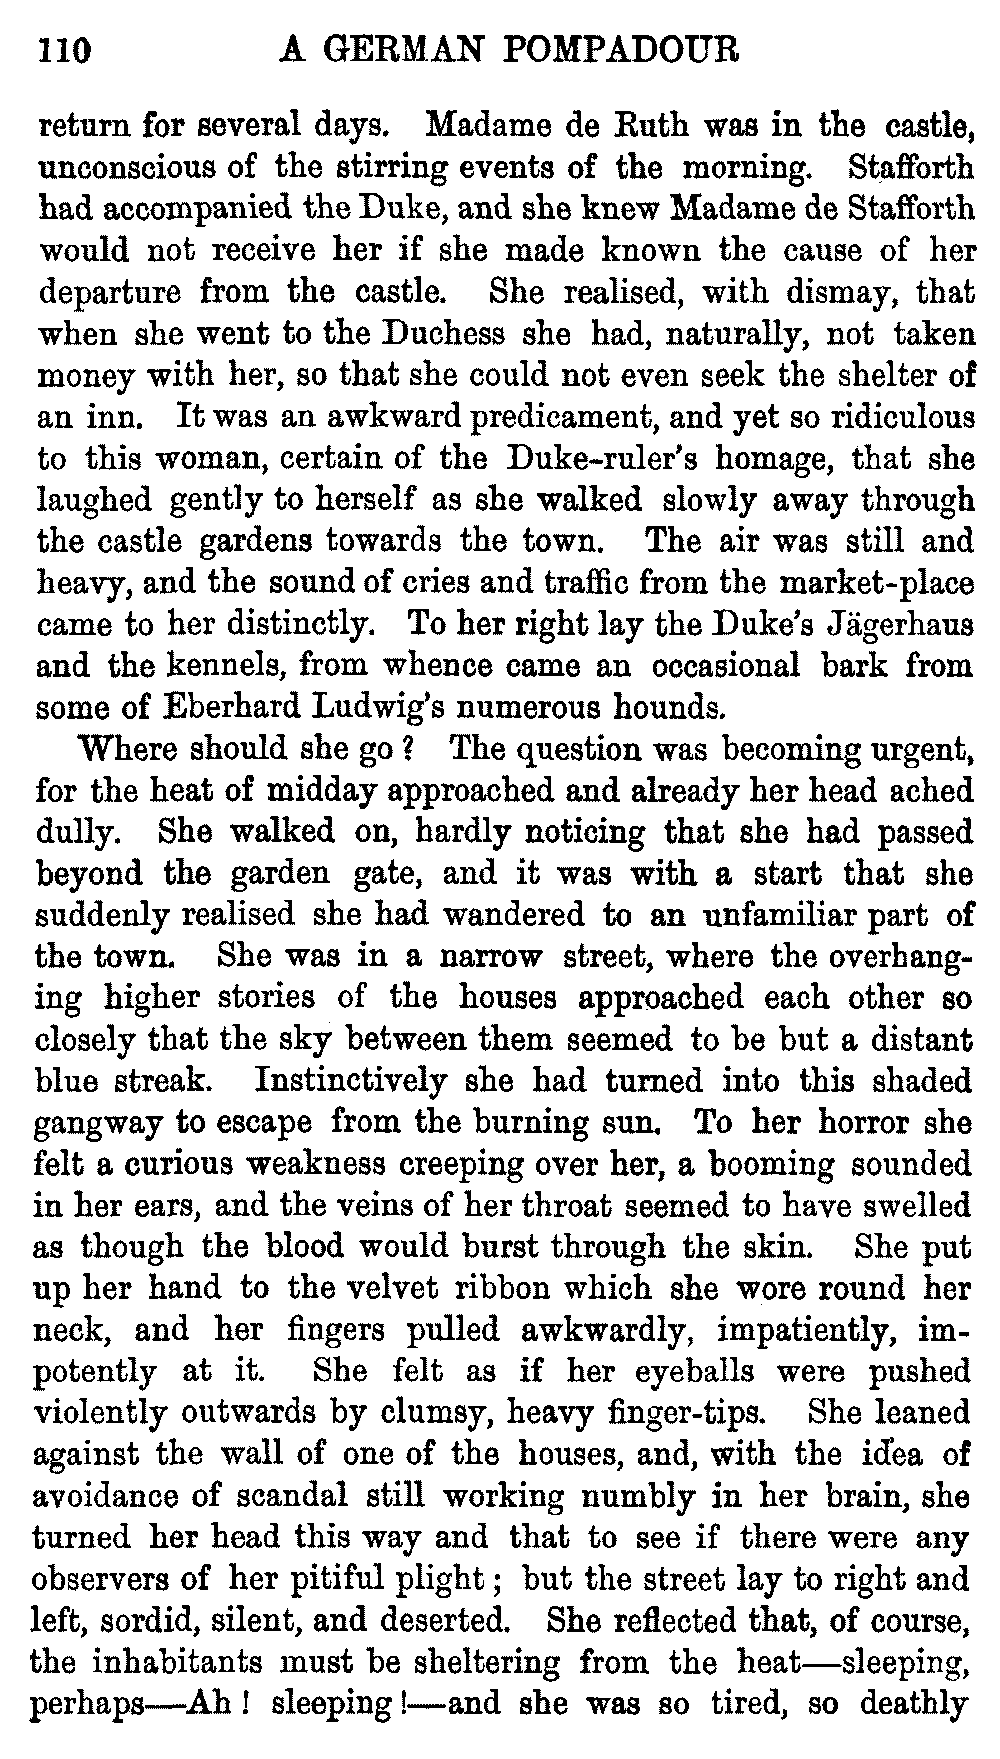 110 A GERMAN POMPADOUR
return for several days. Madame de Ruth was in the castle,
unconscious of the stirring events of the morning. Stafforth
had accompanied the Duke, and she knew Madame de Stafforth
would not receive her if she made known the cause of her
departure from the castle. She realised, with dismay, that
when she went to the Duchess she had, naturally, not taken
money with her, so that she could not even seek the shelter of
an inn. It was an awkward predicament, and yet so ridiculous
to this woman, certain of the Duke-ruler's homage, that she
laughed gently to herself as she walked slowly away through
the castle gardens towards the town. The air was still and
heavy, and the sound of cries and traffic from the market-place
came to her distinctly. To her right lay the Duke's Jägerhaus
and the kennels, from whence came an occasional bark from
some of Eberhard Ludwig's numerous hounds.
Where should she go? The question was becoming urgent,
for the heat of midday approached and already her head ached
dully. She walked on, hardly noticing that she had passed
beyond the garden gate, and it was with a start that she
suddenly realised she had wandered to an unfamiliar part of
the town. She was in a narrow street, where the overhang-
ing higher stories of the houses approached each other so
closely that the sky between them seemed to be but a distant
blue streak. Instinctively she had turned into this shaded
gangway to escape from the burning sun. To her horror she
felt a curious weakness creeping over her, a booming sounded
in her ears, and the veins of her throat seemed to have swelled
as though the blood would burst through the skin. She put
up her hand to the velvet ribbon which she wore round her
neck, and her fingers pulled awkwardly, impatiently, im-
potently at it. She felt as if her eyeballs were pushed
violently outwards by clumsy, heavy finger-tips. She leaned
against the wall of one of the houses, and, with the idea of
avoidance of scandal still working numbly in her brain, she
turned her head this way and that to see if there were any
observers of her pitiful plight; but the street lay to right and
left, sordid, silent, and deserted. She reflected that, of course,
the inhabitants must be sheltering from the heat—sleeping,
perhaps—Ah! sleeping!—and she was so tired, so deathly